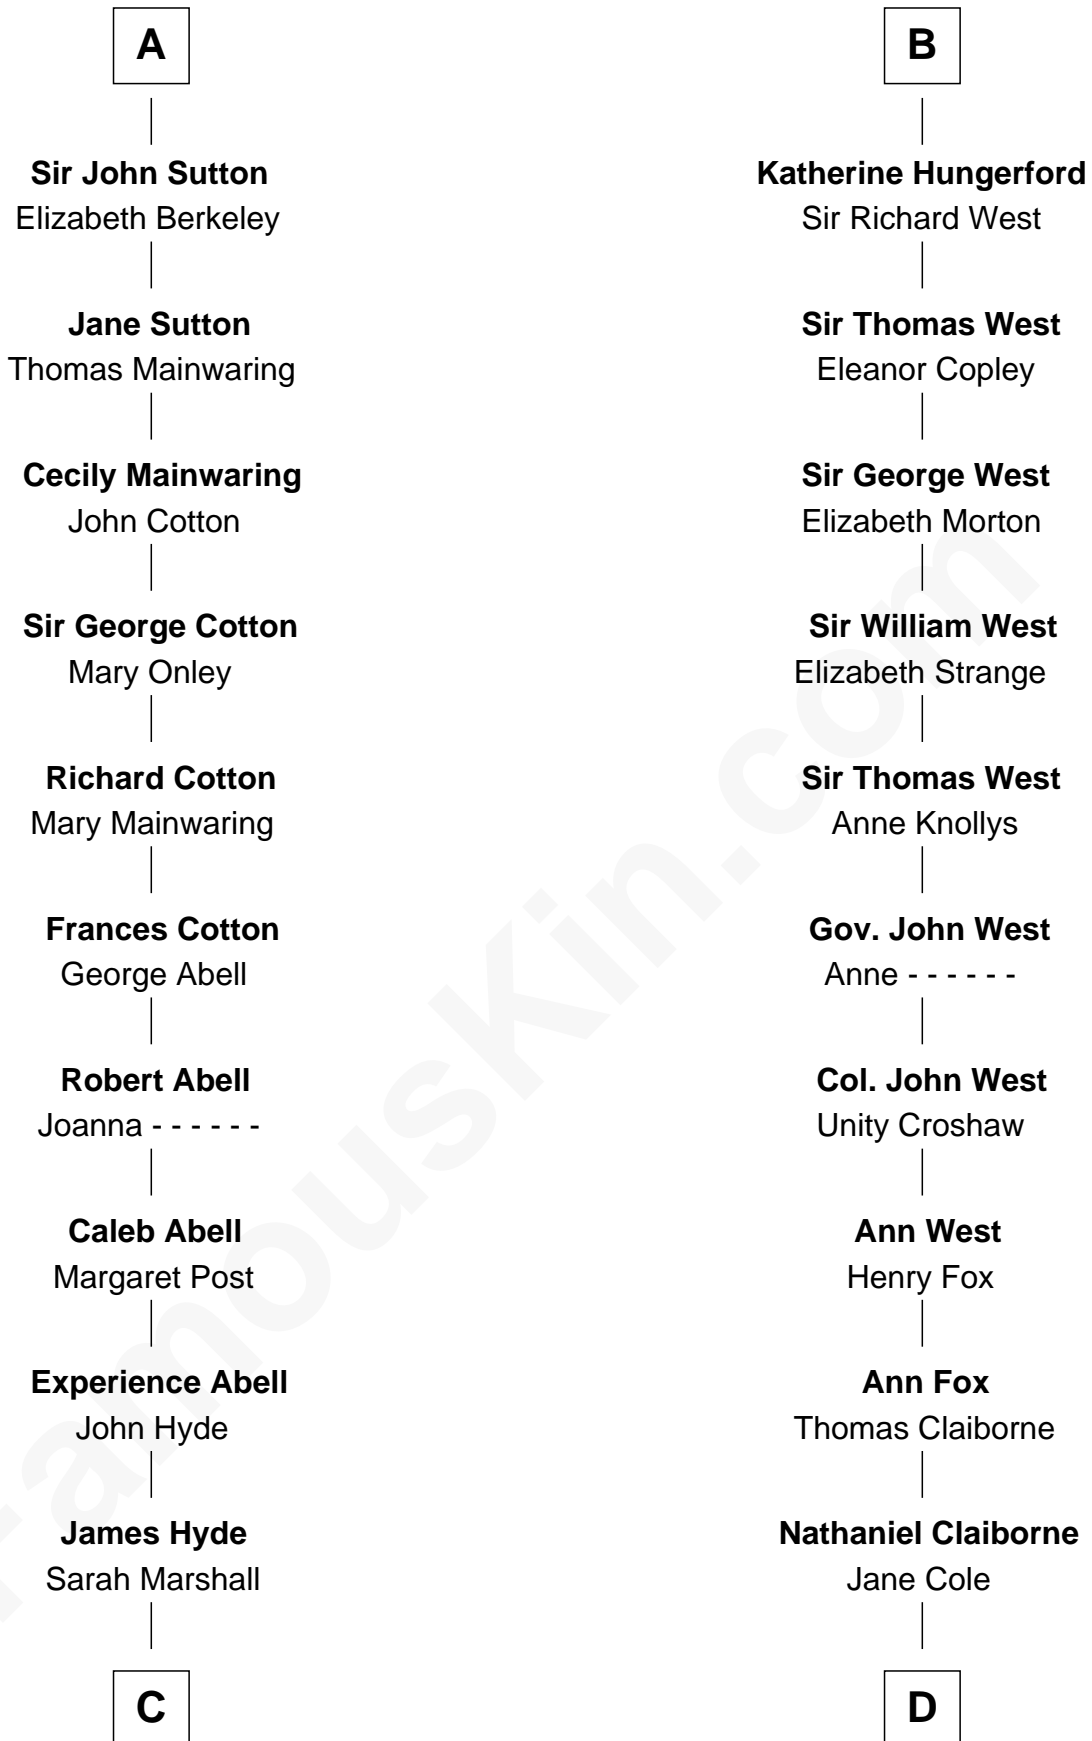 A
Sir John Sutton
Elizabeth Berkeley
Jane Sutton
Thomas Mainwaring
Cecily Mainwaring
John Cotton
Sir George Cotton
Mary Onley
Richard Cotton
Mary Mainwaring
Frances Cotton
George Abell
Robert Abell
Joanna - - - - - -
Caleb Abell
Margaret Post
Experience Abell
John Hyde
James Hyde
Sarah Marshall
C
B
Katherine Hungerford
Sir Richard West
Sir Thomas West
Eleanor Copley
Sir George West
Elizabeth Morton
Sir William West
Elizabeth Strange
Sir Thomas West
Anne Knollys
Gov. John West
Anne - - - - - -
Col. John West
Unity Croshaw
Ann West
Henry Fox
Ann Fox
Thomas Claiborne
Nathaniel Claiborne
Jane Cole
D
FamousKin.com